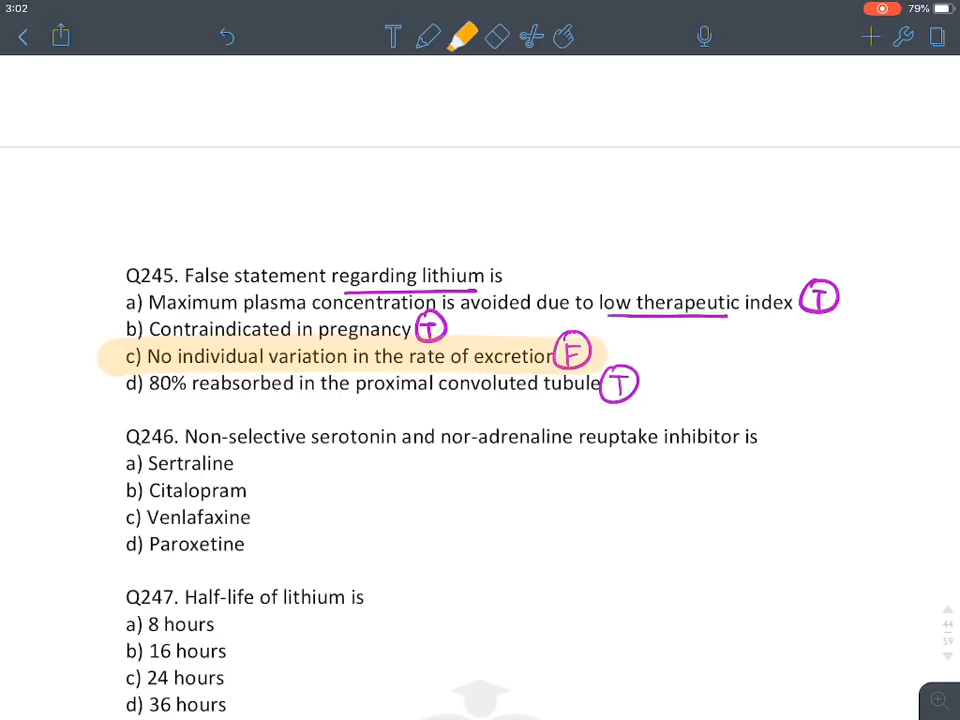 3:02
79%
T
Q245. False statement regarding lithium is
a) Maximum plasma concentration is avoided due to low therapeutic index T
b) Contraindicated in pregnancy T
c) No individual variation in the rate of excretion F
d) 80% reabsorbed in the proximal convoluted tubule T
Q246. Non-selective serotonin and nor-adrenaline reuptake inhibitor is
a) Sertraline
b) Citalopram
c) Venlafaxine
d) Paroxetine
Q247. Half-life of lithium is
a) 8 hours
b) 16 hours
c) 24 hours
d) 36 hours
44
59